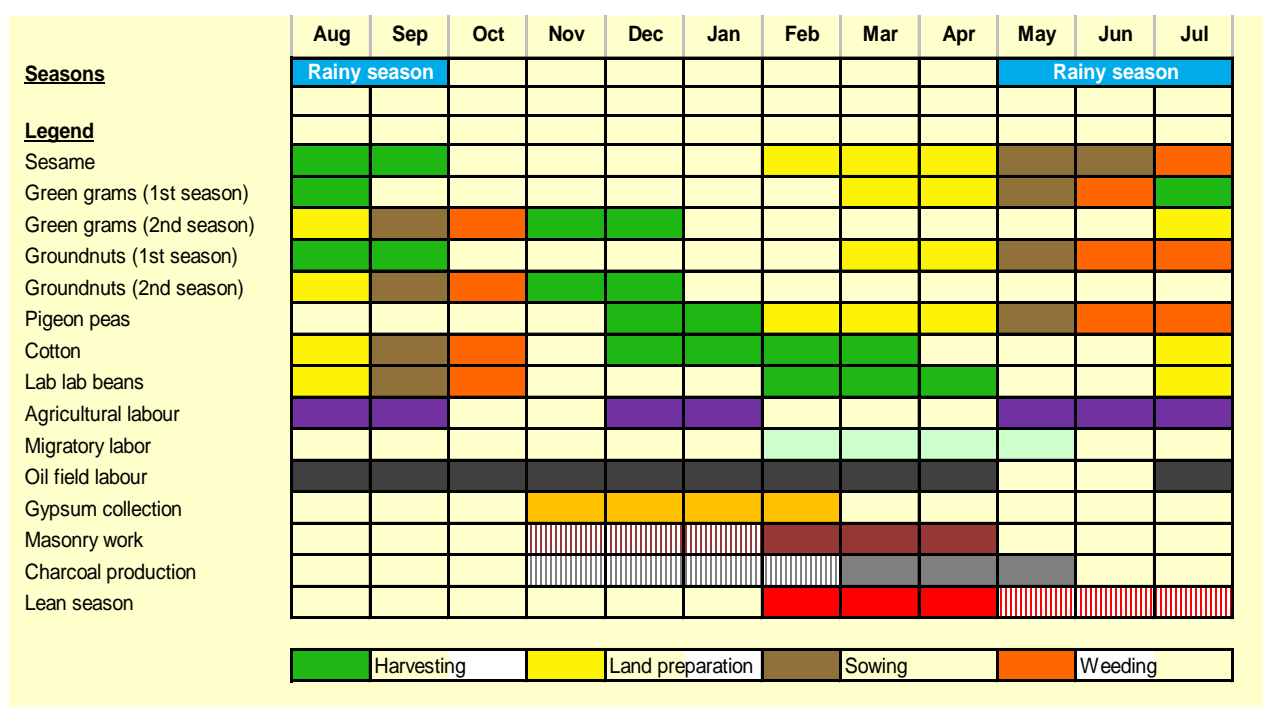 Aug Sep Oct Nov Dec Jan Feb Mar Apr May Jun Jul
Seasons Rainy season Rainy season
Legend
Sesame
Green grams (1st season)
Green grams (2nd season)
Groundnuts (1st season)
Groundnuts (2nd season)
Pigeon peas
Cotton
Lab lab beans
Agricultural labour
Migratory labor
Oil field labour
Gypsum collection
Masonry work
Charcoal production
Lean season
Harvesting Land preparation Sowing Weeding